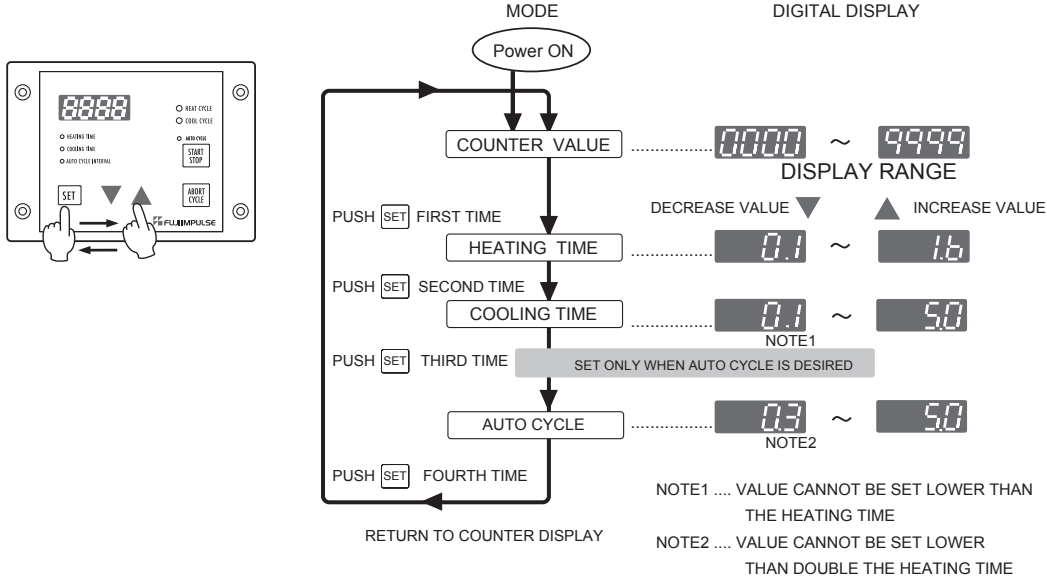 MODE
DIGITAL DISPLAY
Power ON
8888
HEAT CYCLE
COOL CYCLE
HEATING TIME
COOLING TIME
AUTO CYCLE INTERVAL
AUTO CYCLE
START
STOP
SET
ABORT
CYCLE
FUJI IMPULSE
COUNTER VALUE ................. 0000 ~ 9999
DISPLAY RANGE
PUSH SET FIRST TIME
DECREASE VALUE ▼ ▲ INCREASE VALUE
HEATING TIME ................. 0.1 ~ 1.6
PUSH SET SECOND TIME
COOLING TIME ................. 0.1 ~ 5.0
NOTE1
PUSH SET THIRD TIME
SET ONLY WHEN AUTO CYCLE IS DESIRED
AUTO CYCLE ................. 0.3 ~ 5.0
NOTE2
PUSH SET FOURTH TIME
RETURN TO COUNTER DISPLAY
NOTE1 .... VALUE CANNOT BE SET LOWER THAN
THE HEATING TIME
NOTE2 .... VALUE CANNOT BE SET LOWER
THAN DOUBLE THE HEATING TIME